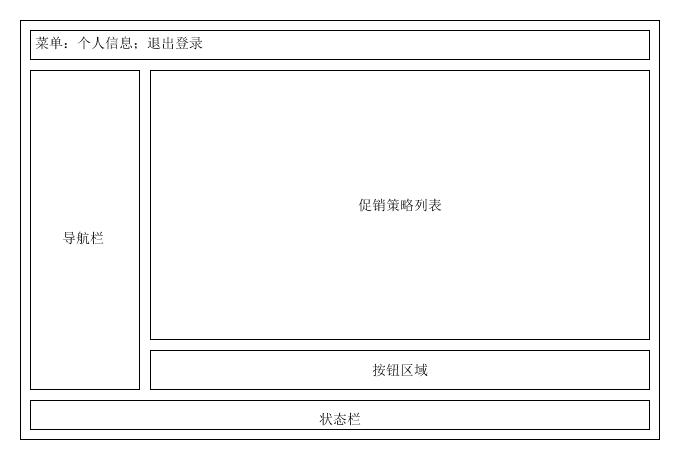 菜单：个人信息；退出登录
促销策略列表
导航栏
按钮区域
状态栏